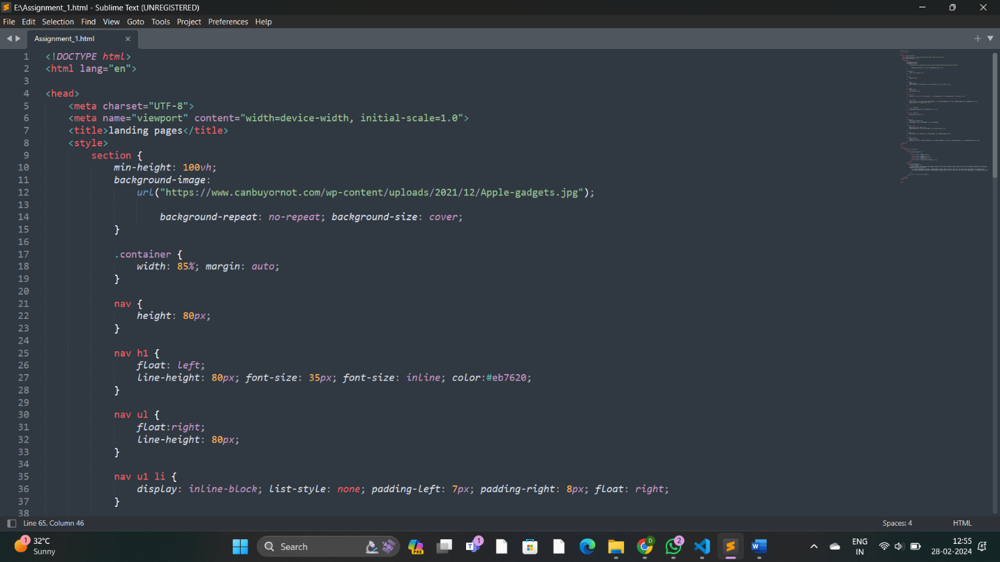 E:\Assignment_1.html - Sublime Text (UNREGISTERED)
File Edit Selection Find View Goto Tools Project Preferences Help
Assignment_1.html
1 <!DOCTYPE html>
2 <html lang="en">
3
4 <head>
5 <meta charset="UTF-8">
6 <meta name="viewport" content="width=device-width, initial-scale=1.0">
7 <title>landing pages</title>
8 <style>
9 section {
10 min-height: 100vh;
11 background-image:
12 url("https://www.canbuyornot.com/wp-content/uploads/2021/12/Apple-gadgets.jpg");
13
14 background-repeat: no-repeat; background-size: cover;
15 }
16
17 .container {
18 width: 85%; margin: auto;
19 }
20
21 nav {
22 height: 80px;
23 }
24
25 nav h1 {
26 float: left;
27 line-height: 80px; font-size: 35px; font-size: inline; color:#eb7620;
28 }
29
30 nav ul {
31 float:right;
32 line-height: 80px;
33 }
34
35 nav u1 li {
36 display: inline-block; list-style: none; padding-left: 7px; padding-right: 8px; float: right;
37 }
38
Line 65, Column 46 Spaces: 4 HTML
1 32°C
Sunny
Search
PRE
1
D
2
ENG
IN
12:55
28-02-2024